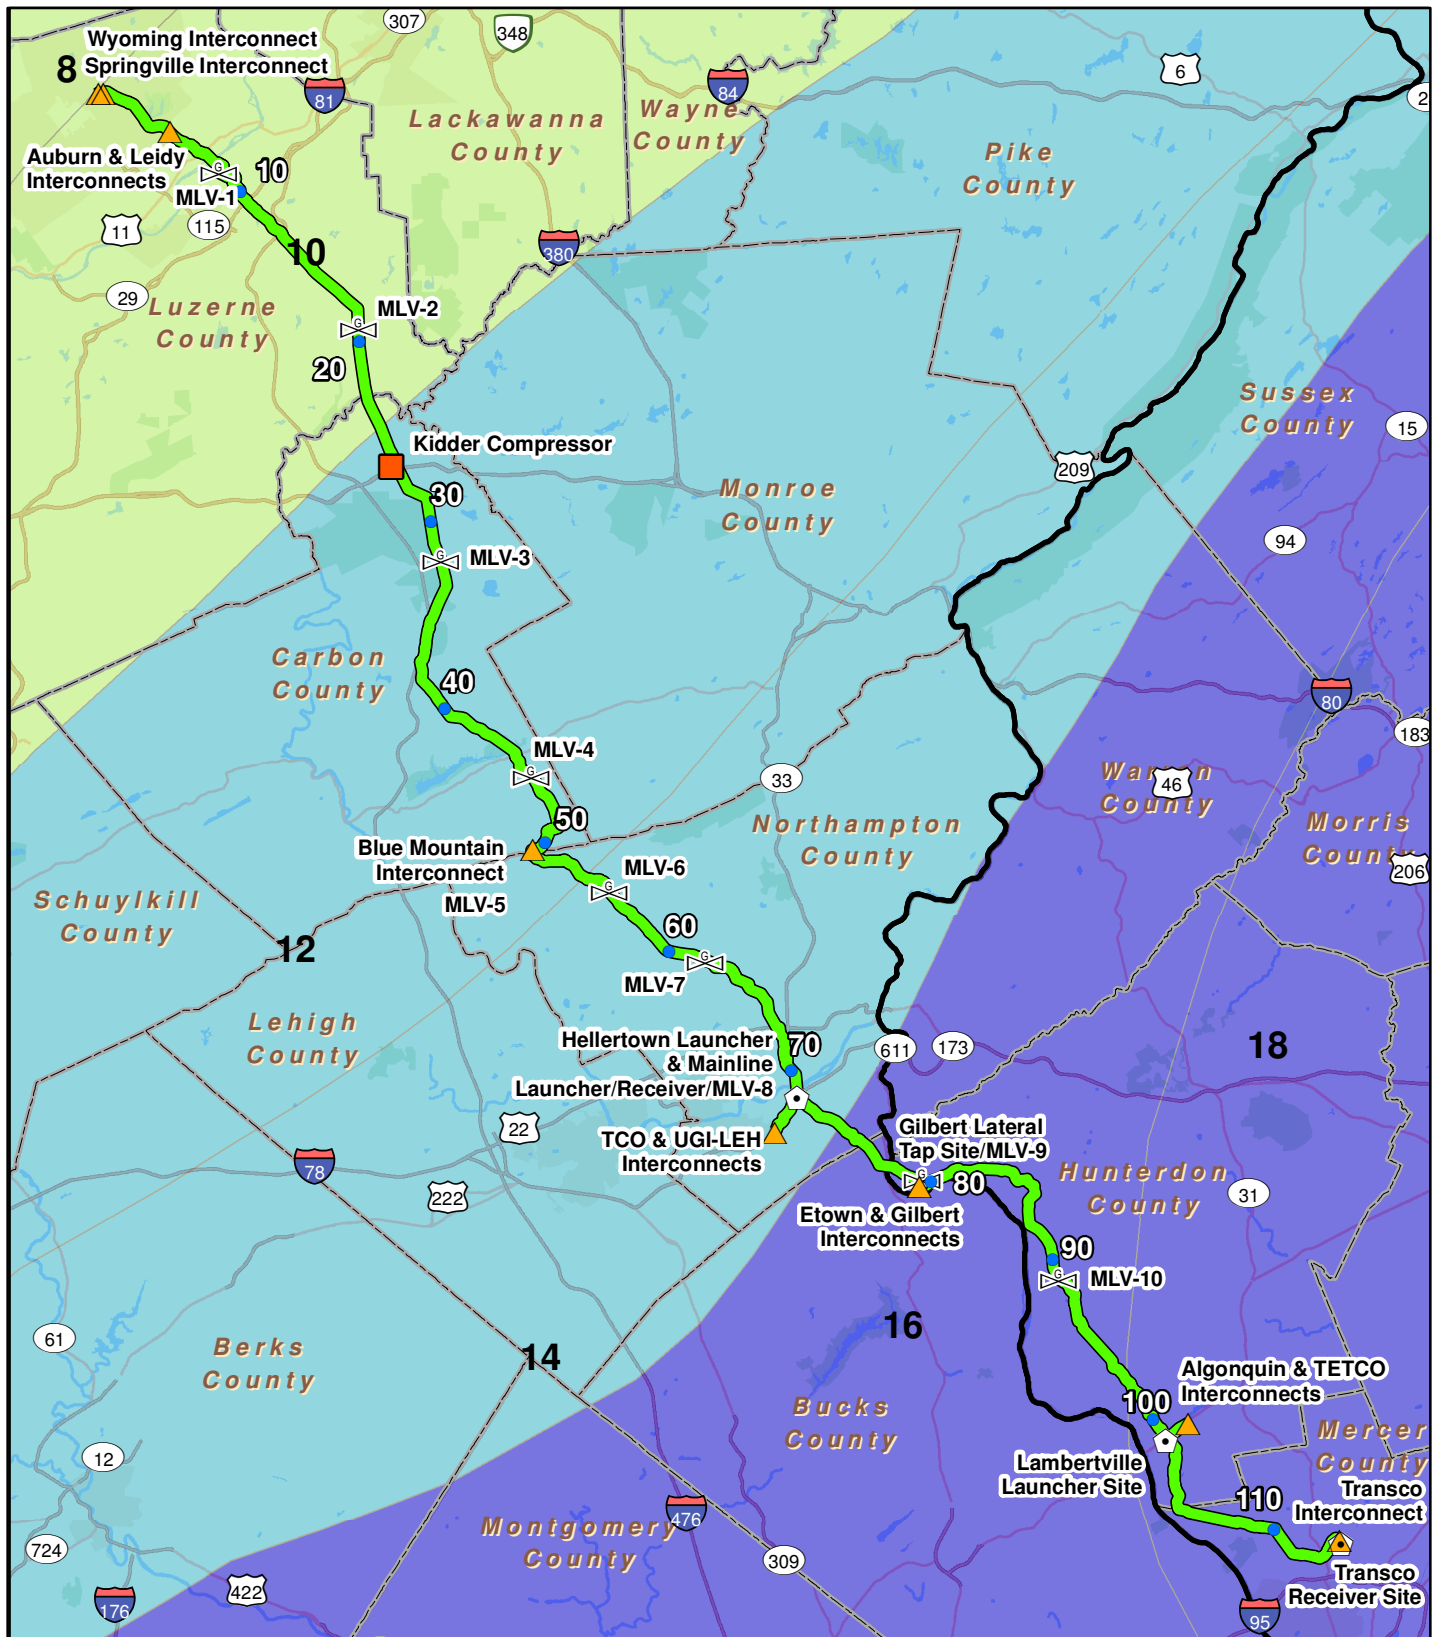 307
348
Wyoming Interconnect
Springville Interconnect
8
81
84
6
2
Lackawanna
County
Wayne
County
Pike
County
Auburn & Leidy
Interconnects
G
10
MLV-1
115
11
10
380
29
Luzerne
County
MLV-2
G
20
Sussex
County
15
Kidder Compressor
209
30
Monroe
County
94
G
MLV-3
Carbon
County
40
80
183
MLV-4
G
33
Warren
County
46
50
Northampton
County
Morris
County
206
Blue Mountain
Interconnect
MLV-5
MLV-6
G
Schuylkill
County
60
12
G
MLV-7
Lehigh
County
Hellertown Launcher
& Mainline
Launcher/Receiver/MLV-8
70
611
173
18
22
TCO & UGI-LEH
Interconnects
Gilbert Lateral
Tap Site/MLV-9
G
80
Hunterdon
County
31
78
222
Etown & Gilbert
Interconnects
90
G
MLV-10
61
Berks
County
14
16
Algonquin & TETCO
Interconnects
Bucks
County
100
Mercer
County
12
Lambertville
Launcher Site
110
Transco
Interconnect
Montgomery
County
476
724
309
422
176
Transco
Receiver Site
95